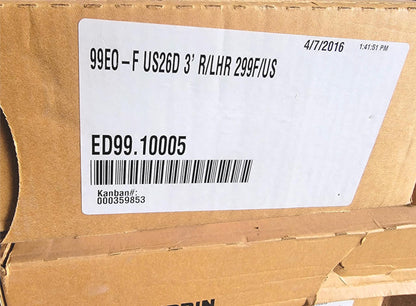 4/7/2016 1:41:51 PM
99EO-F US26D 3' R/LHR 299F/US
ED99.10005
Kanban#:
000359853